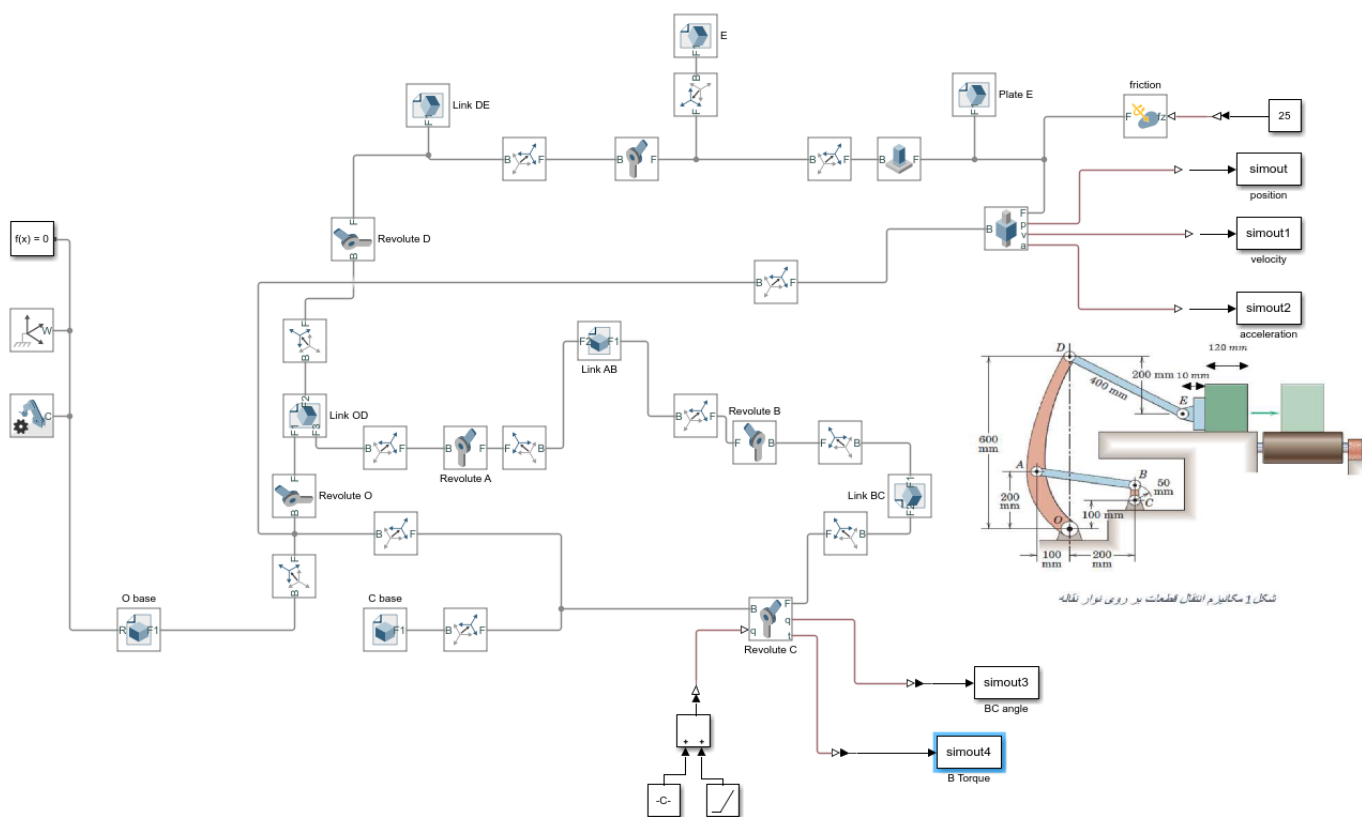 E
Link DE
Plate E
friction
25
simout
position
simout1
velocity
simout2
acceleration
Revolute D
f(x) = 0
Link AB
Link OD
Revolute A
Revolute B
Link BC
Revolute O
O base
C base
Revolute C
simout3
BC angle
simout4
B Torque
-C-
B
F
B
F
B
F
B
F
F
fz
B
F
p
v
a
W
C
F1
F2
F3
R
F1
q
t
D
120 mm
200 mm
10 mm
400 mm
E
600
mm
A
B
50
mm
C
200
mm
100 mm
O
100
mm
200
mm
شکل 1 مکانیزم انتقال قطعات بر روی نوار نقاله